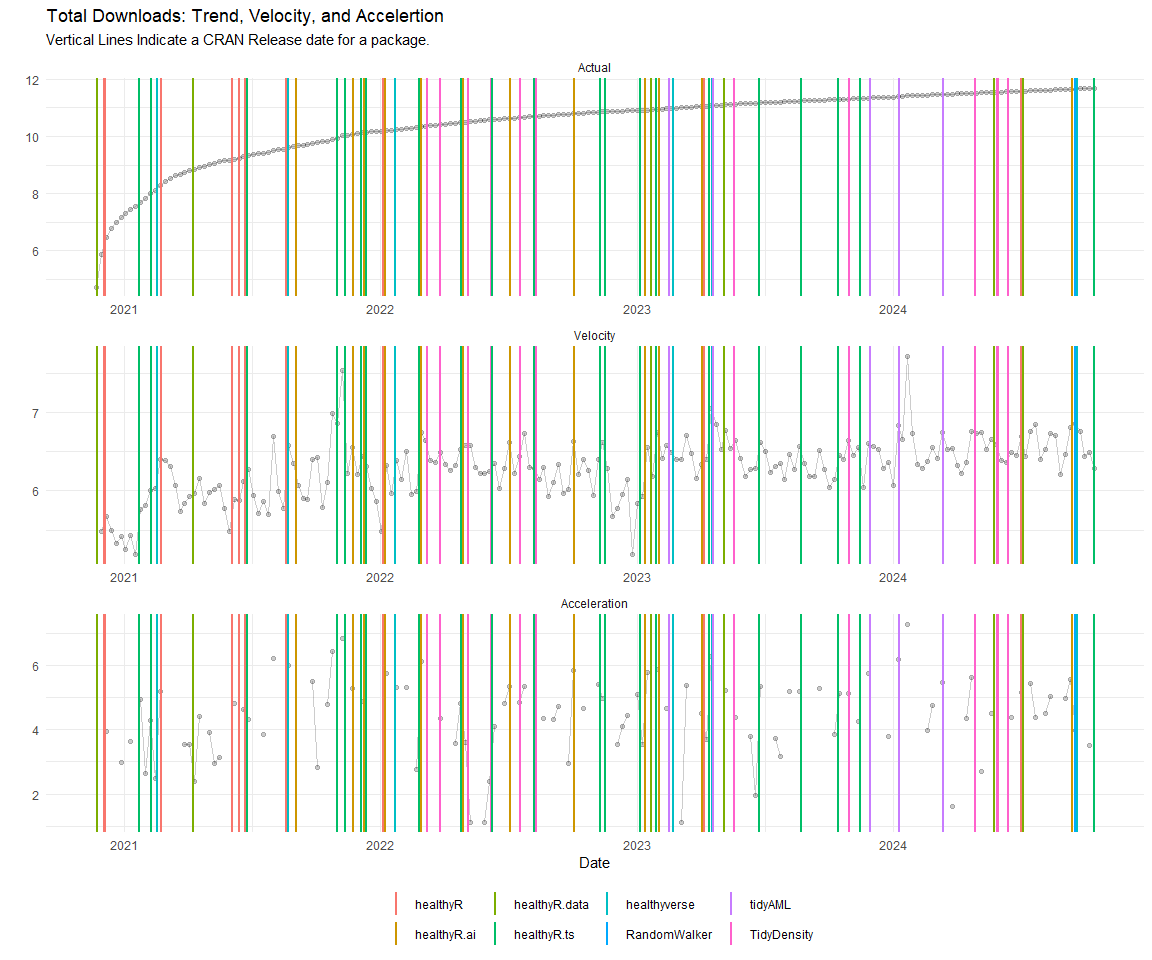 Total Downloads: Trend, Velocity, and Accelertion
Vertical Lines Indicate a CRAN Release date for a package.
Actual
12
10
8
6
2021 2022 2023 2024
Velocity
7
6
2021 2022 2023 2024
Acceleration
6
4
2
2021 2022 2023 2024
Date
healthyR healthyR.data healthyverse tidyAML
healthyR.ai healthyR.ts RandomWalker TidyDensity